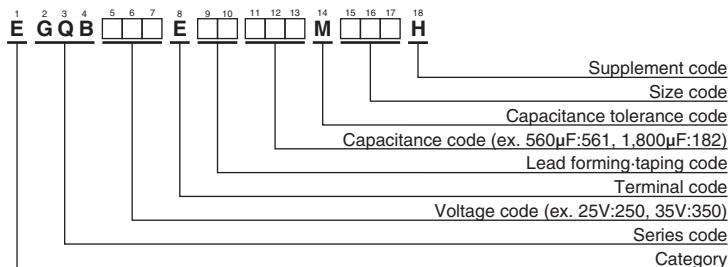 1 2 3 4 5 6 7 8 9 10 11 12 13 14 15 16 17 18
E GQB E M H
Supplement code
Size code
Capacitance tolerance code
Capacitance code (ex. 560µF:561, 1,800µF:182)
Lead forming·taping code
Terminal code
Voltage code (ex. 25V:250, 35V:350)
Series code
Category